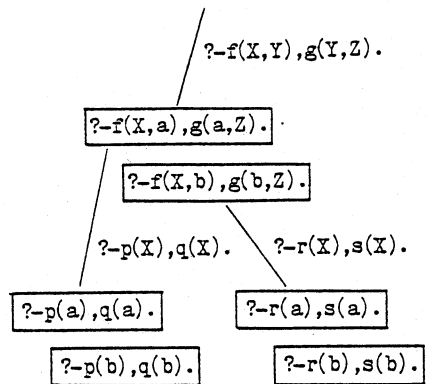 ?-f(X,Y),g(Y,Z).
?-f(X,a),g(a,Z).
?-f(X,b),g(b,Z).
?-p(X),q(X). ?-r(X),s(X).
?-p(a),q(a). ?-r(a),s(a).
?-p(b),q(b). ?-r(b),s(b).